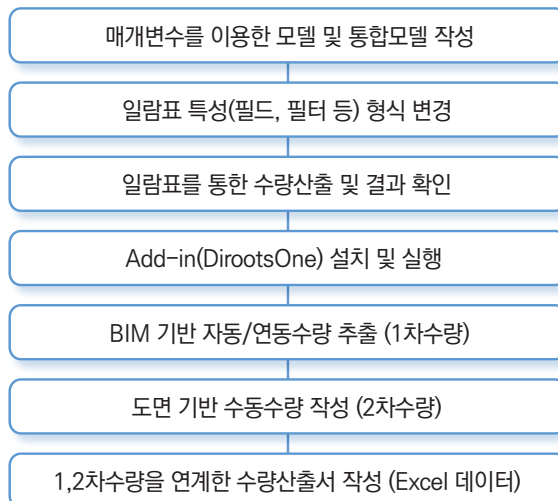 매개변수를 이용한 모델 및 통합모델 작성
일람표 특성(필드, 필터 등) 형식 변경
일람표를 통한 수량산출 및 결과 확인
Add-in(DirootsOne) 설치 및 실행
BIM 기반 자동/연동수량 추출 (1차수량)
도면 기반 수동수량 작성 (2차수량)
1,2차수량을 연계한 수량산출서 작성 (Excel 데이터)